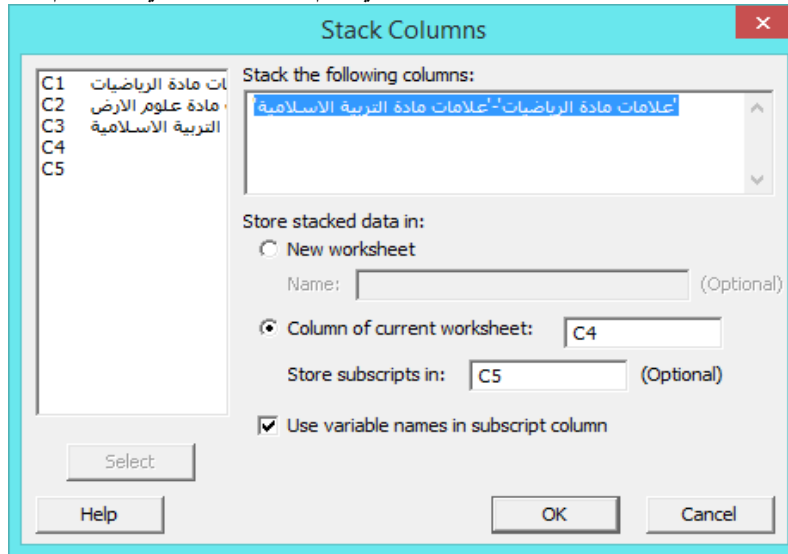 Stack Columns
C1 ات مادة الرياضيات
C2 مادة علوم الارض
C3 التربية الاسلامية
C4
C5
Stack the following columns:
'علامات مادة الرياضيات'-'علامات مادة التربية الاسلامية'
Store stacked data in:
New worksheet
Name: (Optional)
Column of current worksheet: C4
Store subscripts in: C5 (Optional)
Use variable names in subscript column
Select
Help
OK
Cancel